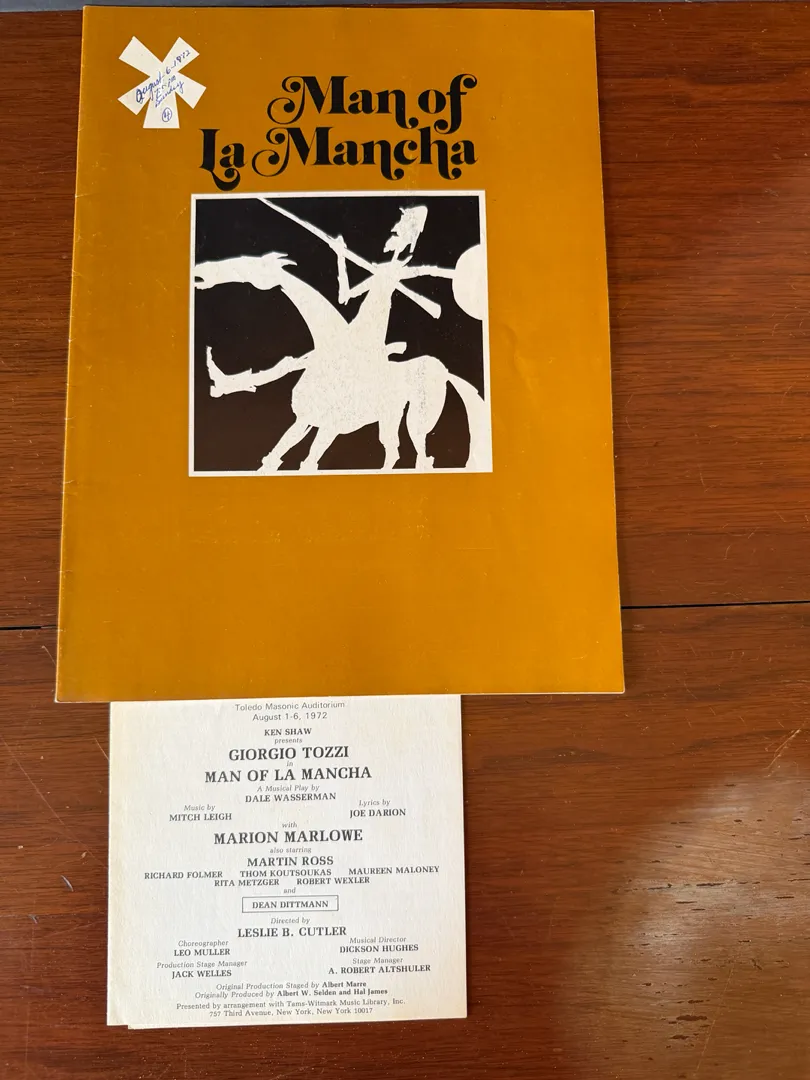 August-6-1972
Sunday
4
Man of
La Mancha
Toledo Masonic Auditorium
August 1-6, 1972
KEN SHAW
presents
GIORGIO TOZZI
in
MAN OF LA MANCHA
A Musical Play by
DALE WASSERMAN
Music by Lyrics by
MITCH LEIGH JOE DARION
with
MARION MARLOWE
also starring
MARTIN ROSS
RICHARD FOLMER THOM KOUTSOUKAS MAUREEN MALONEY
RITA METZGER ROBERT WEXLER
and
DEAN DITTMANN
Directed by
LESLIE B. CUTLER
Choreographer Musical Director
LEO MULLER DICKSON HUGHES
Production Stage Manager Stage Manager
JACK WELLES A. ROBERT ALTSHULER
Original Production Staged by Albert Marre
Originally Produced by Albert W. Selden and Hal James
Presented by arrangement with Tams-Witmark Music Library, Inc.
757 Third Avenue, New York, New York 10017